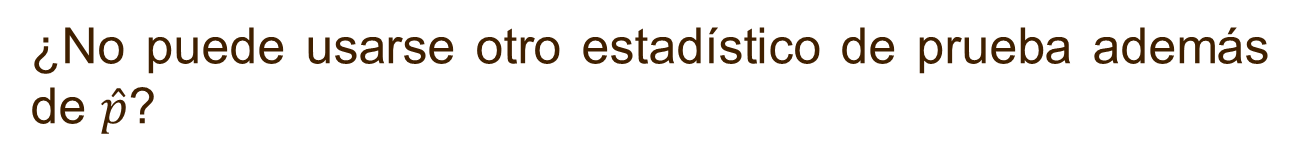 ¿No puede usarse otro estadístico de prueba además
de p̂?